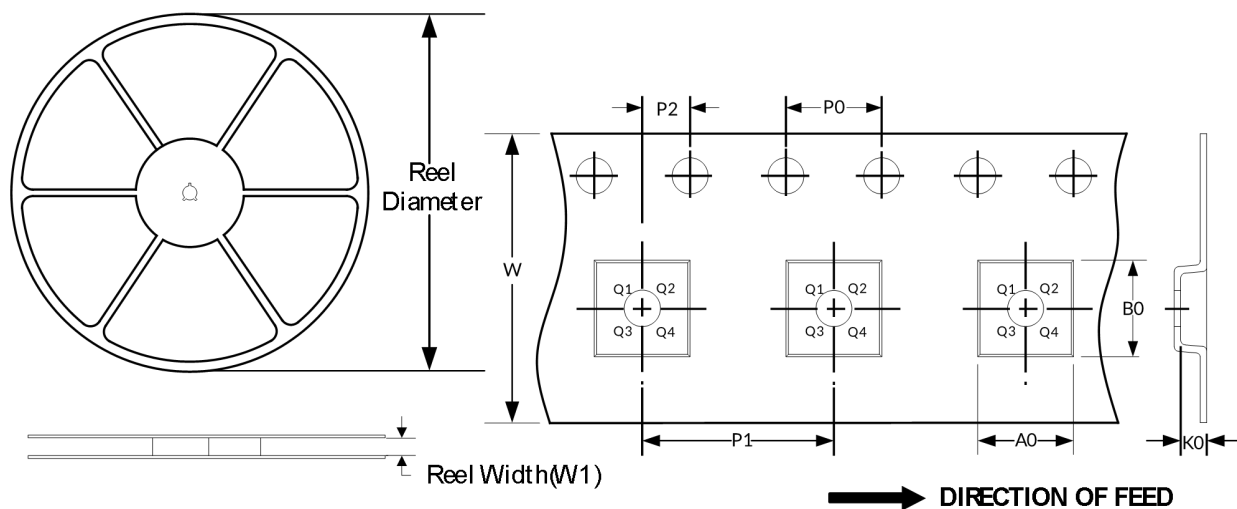 Reel
Diameter
Reel Width(W1)
P2
P0
W
Q1 Q2
Q3 Q4
Q1 Q2
Q3 Q4
Q1 Q2
Q3 Q4
B0
P1
A0
K0
DIRECTION OF FEED